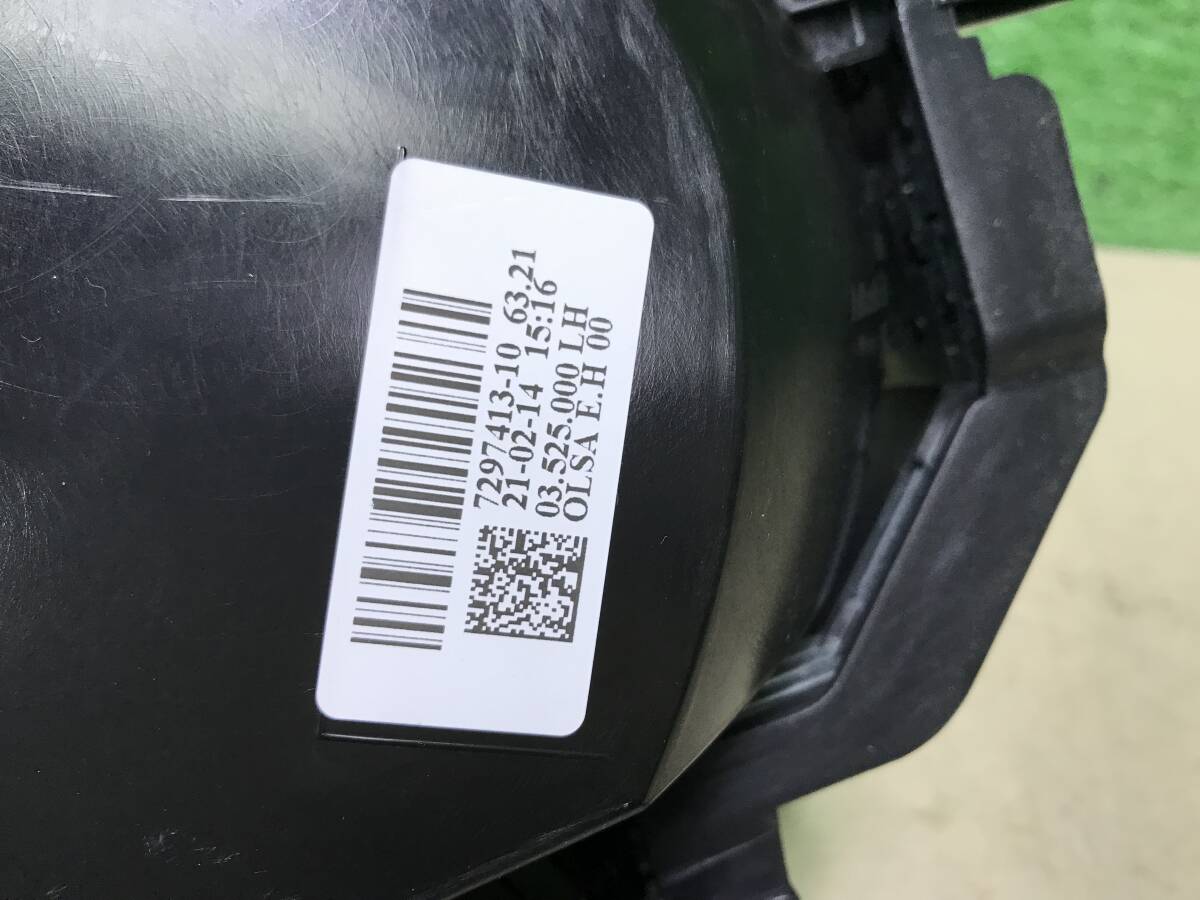 7297413-10 63.21
21-02-14 15:16
03.525.000 LH
OLSA E.H 00